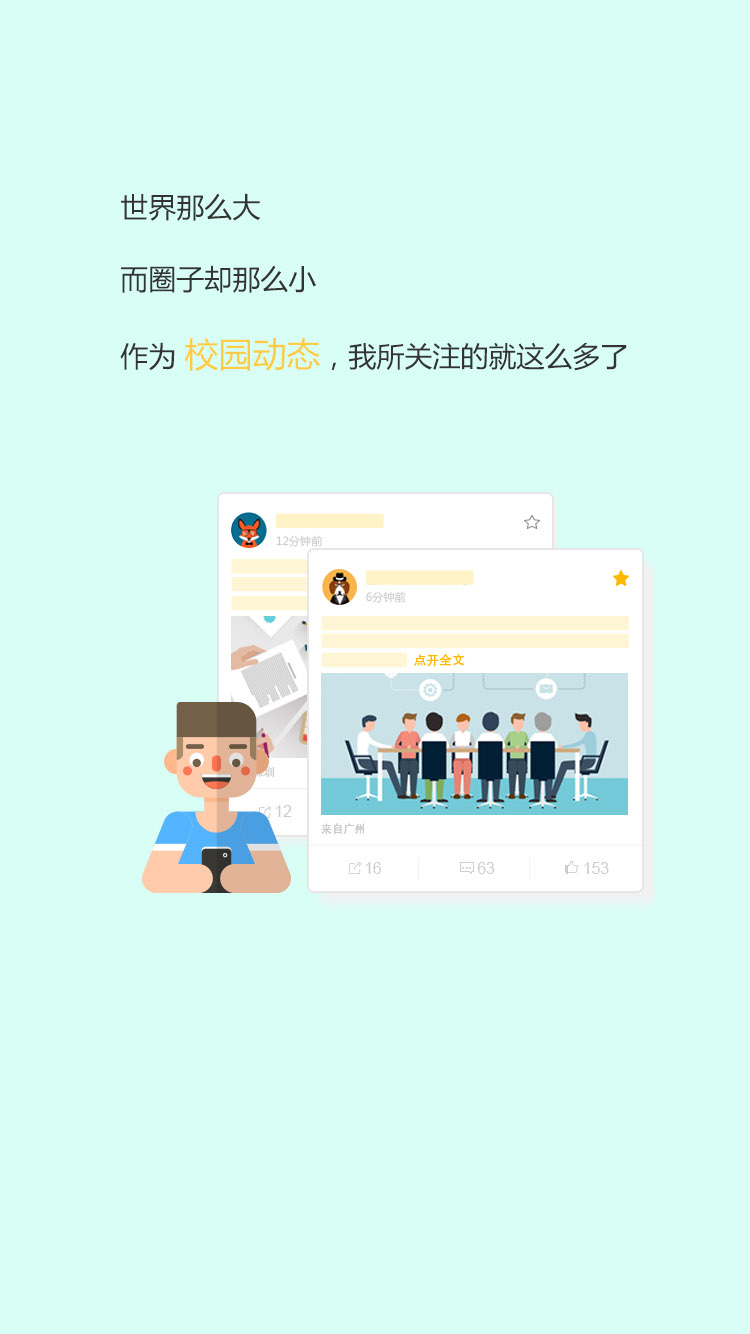 世界那么大
而圈子却那么小
作为 校园动态，我所关注的就这么多了
12分钟前
6分钟前
点开全文
圳
12
来自广州
16
63
153